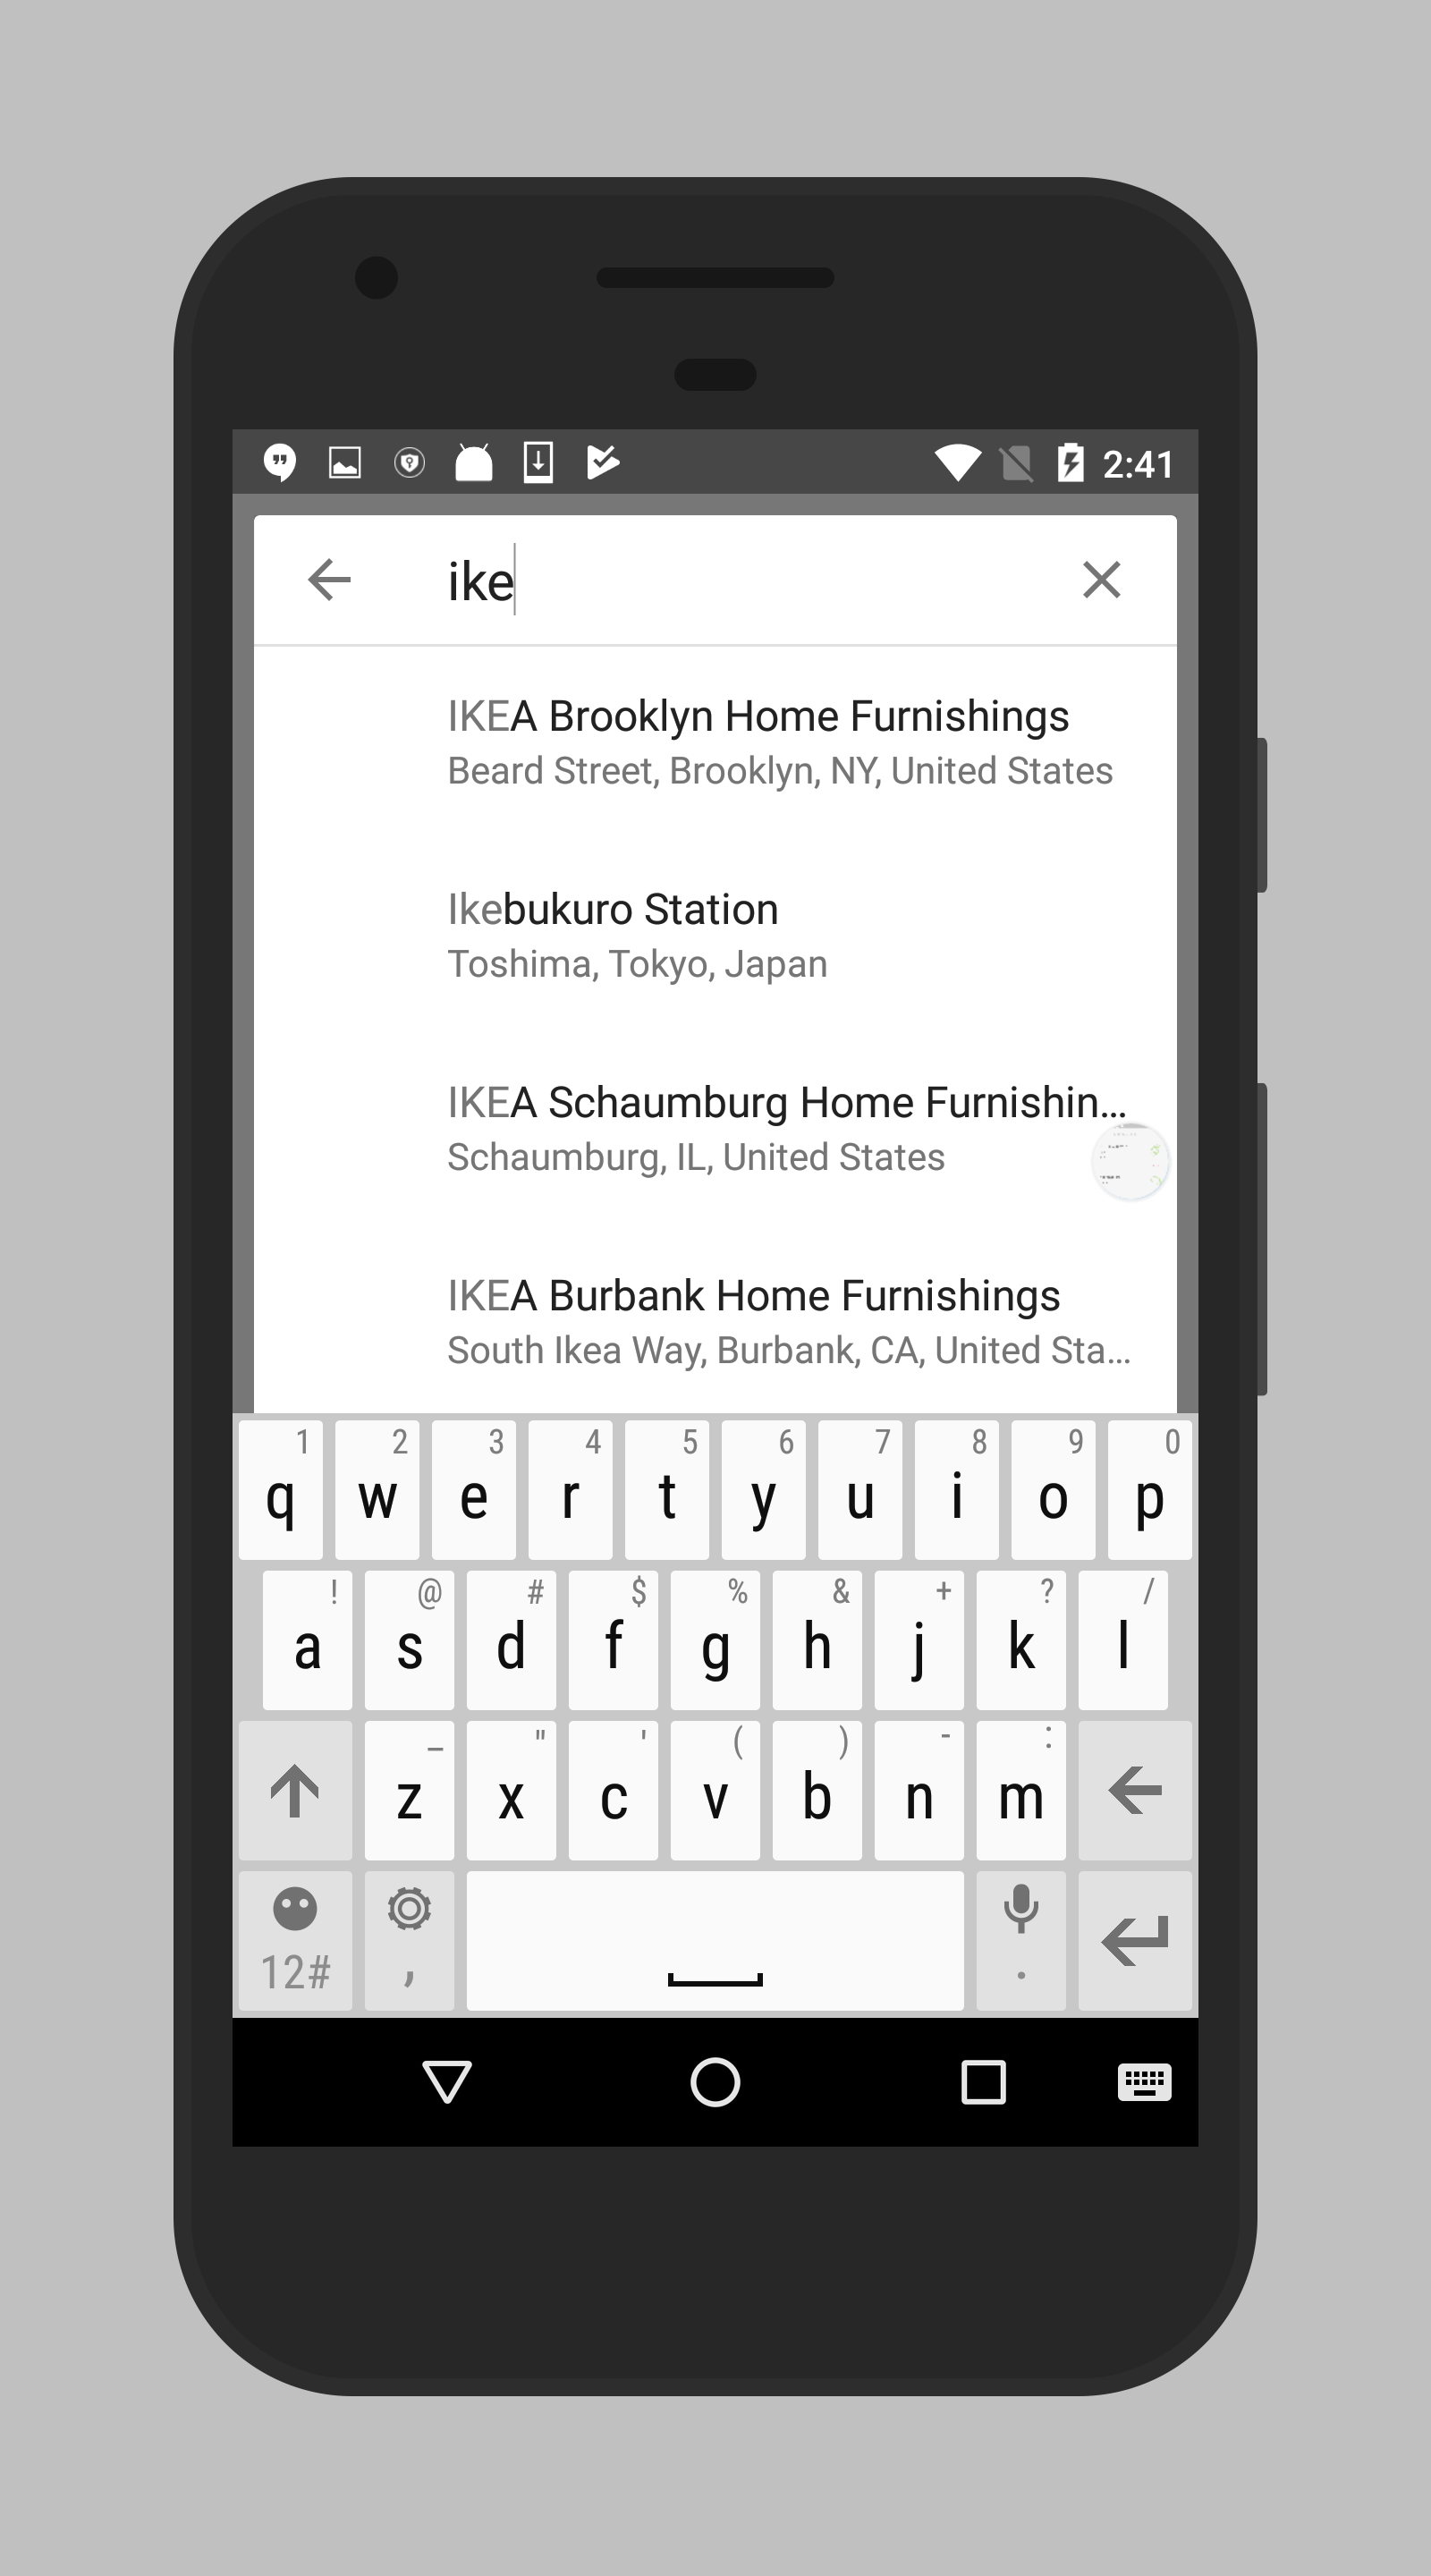 2:41
ike
IKEA Brooklyn Home Furnishings
Beard Street, Brooklyn, NY, United States
Ikebukuro Station
Toshima, Tokyo, Japan
IKEA Schaumburg Home Furnishin...
Schaumburg, IL, United States
IKEA Burbank Home Furnishings
South Ikea Way, Burbank, CA, United Sta...
1 2 3 4 5 6 7 8 9 0
q w e r t y u i o p
! @ # $ % & + ? /
a s d f g h j k l
_ " ' ( ) - :
z x c v b n m
12# , .